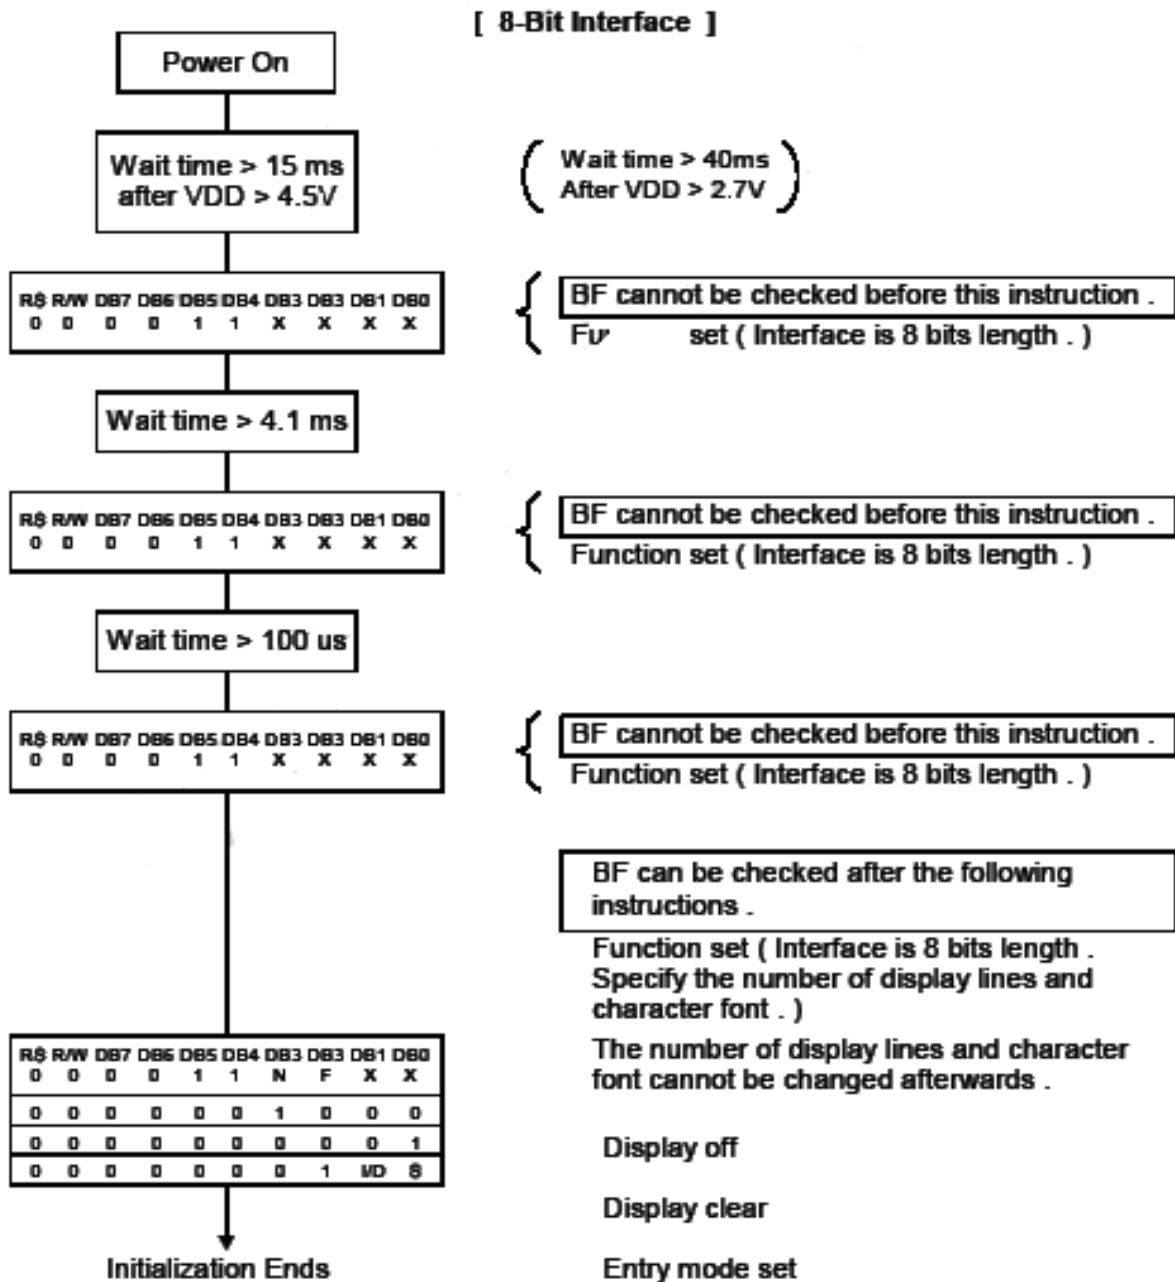 [ 8-Bit Interface ]
Power On
Wait time > 15 ms
after VDD > 4.5V
Wait time > 40ms
After VDD > 2.7V
RS R/W DB7 DB6 DB5 DB4 DB3 DB3 DB1 DB0
0 0 0 0 1 1 X X X X
BF cannot be checked before this instruction .
set ( Interface is 8 bits length . )
Wait time > 4.1 ms
RS R/W DB7 DB6 DB5 DB4 DB3 DB3 DB1 DB0
0 0 0 0 1 1 X X X X
BF cannot be checked before this instruction .
Function set ( Interface is 8 bits length . )
Wait time > 100 us
RS R/W DB7 DB6 DB5 DB4 DB3 DB3 DB1 DB0
0 0 0 0 1 1 X X X X
BF cannot be checked before this instruction .
Function set ( Interface is 8 bits length . )
BF can be checked after the following
instructions .
Function set ( Interface is 8 bits length .
Specify the number of display lines and
character font . )
RS R/W DB7 DB6 DB5 DB4 DB3 DB3 DB1 DB0
0 0 0 0 1 1 N F X X
0 0 0 0 0 0 1 0 0 0
0 0 0 0 0 0 0 0 0 1
0 0 0 0 0 0 0 1 I/D S
The number of display lines and character
font cannot be changed afterwards .
Display off
Display clear
Initialization Ends
Entry mode set